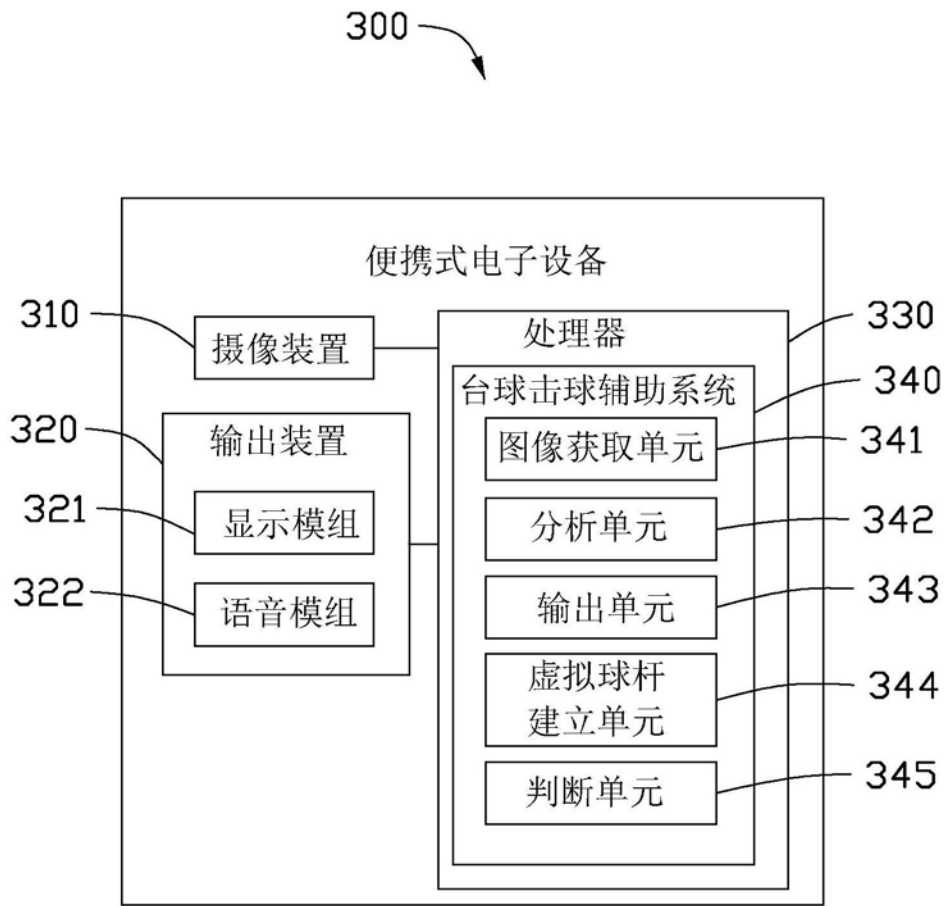 300
便携式电子设备
310
摄像装置
320
输出装置
321
显示模组
322
语音模组
处理器
330
台球击球辅助系统
340
图像获取单元
341
分析单元
342
输出单元
343
虚拟球杆
建立单元
344
判断单元
345